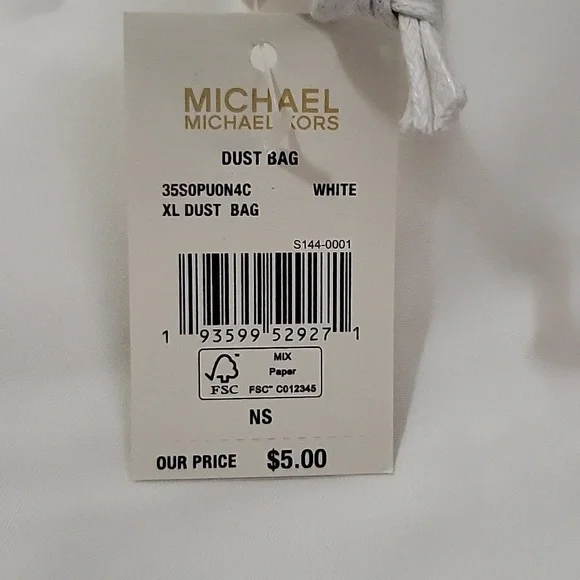 MICHAEL
MICHAEL KORS
DUST BAG
35S0PU0N4C WHITE
XL DUST BAG
S144-0001
1 93599 52927 1
MIX
Paper
FSC FSC™ C012345
NS
OUR PRICE $5.00